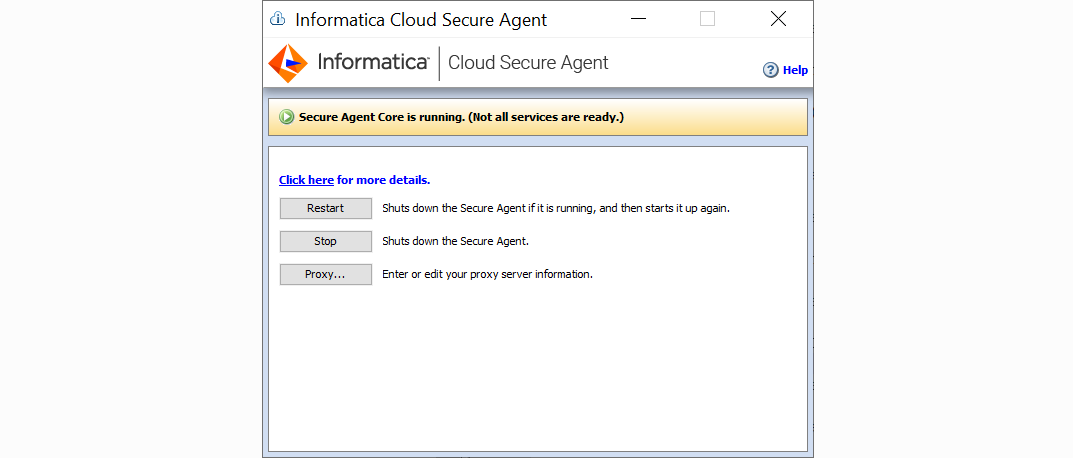 Informatica Cloud Secure Agent
Informatica Cloud Secure Agent
Help
Secure Agent Core is running. (Not all services are ready.)
Click here for more details.
Restart Shuts down the Secure Agent if it is running, and then starts it up again.
Stop Shuts down the Secure Agent.
Proxy... Enter or edit your proxy server information.